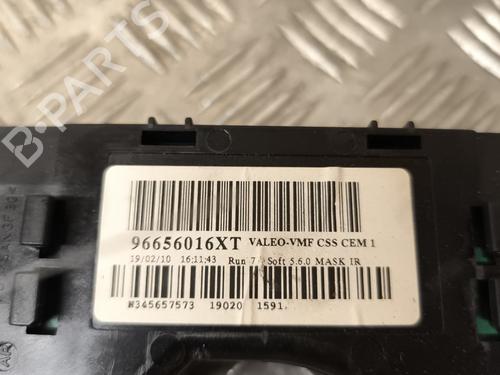 B-PARTS
96656016XT VALEO-VMF CSS CEM 1
19/02/10 16:11:43 Run 7 Soft 5.6.0 MASK IR
W345657573 19020 1591